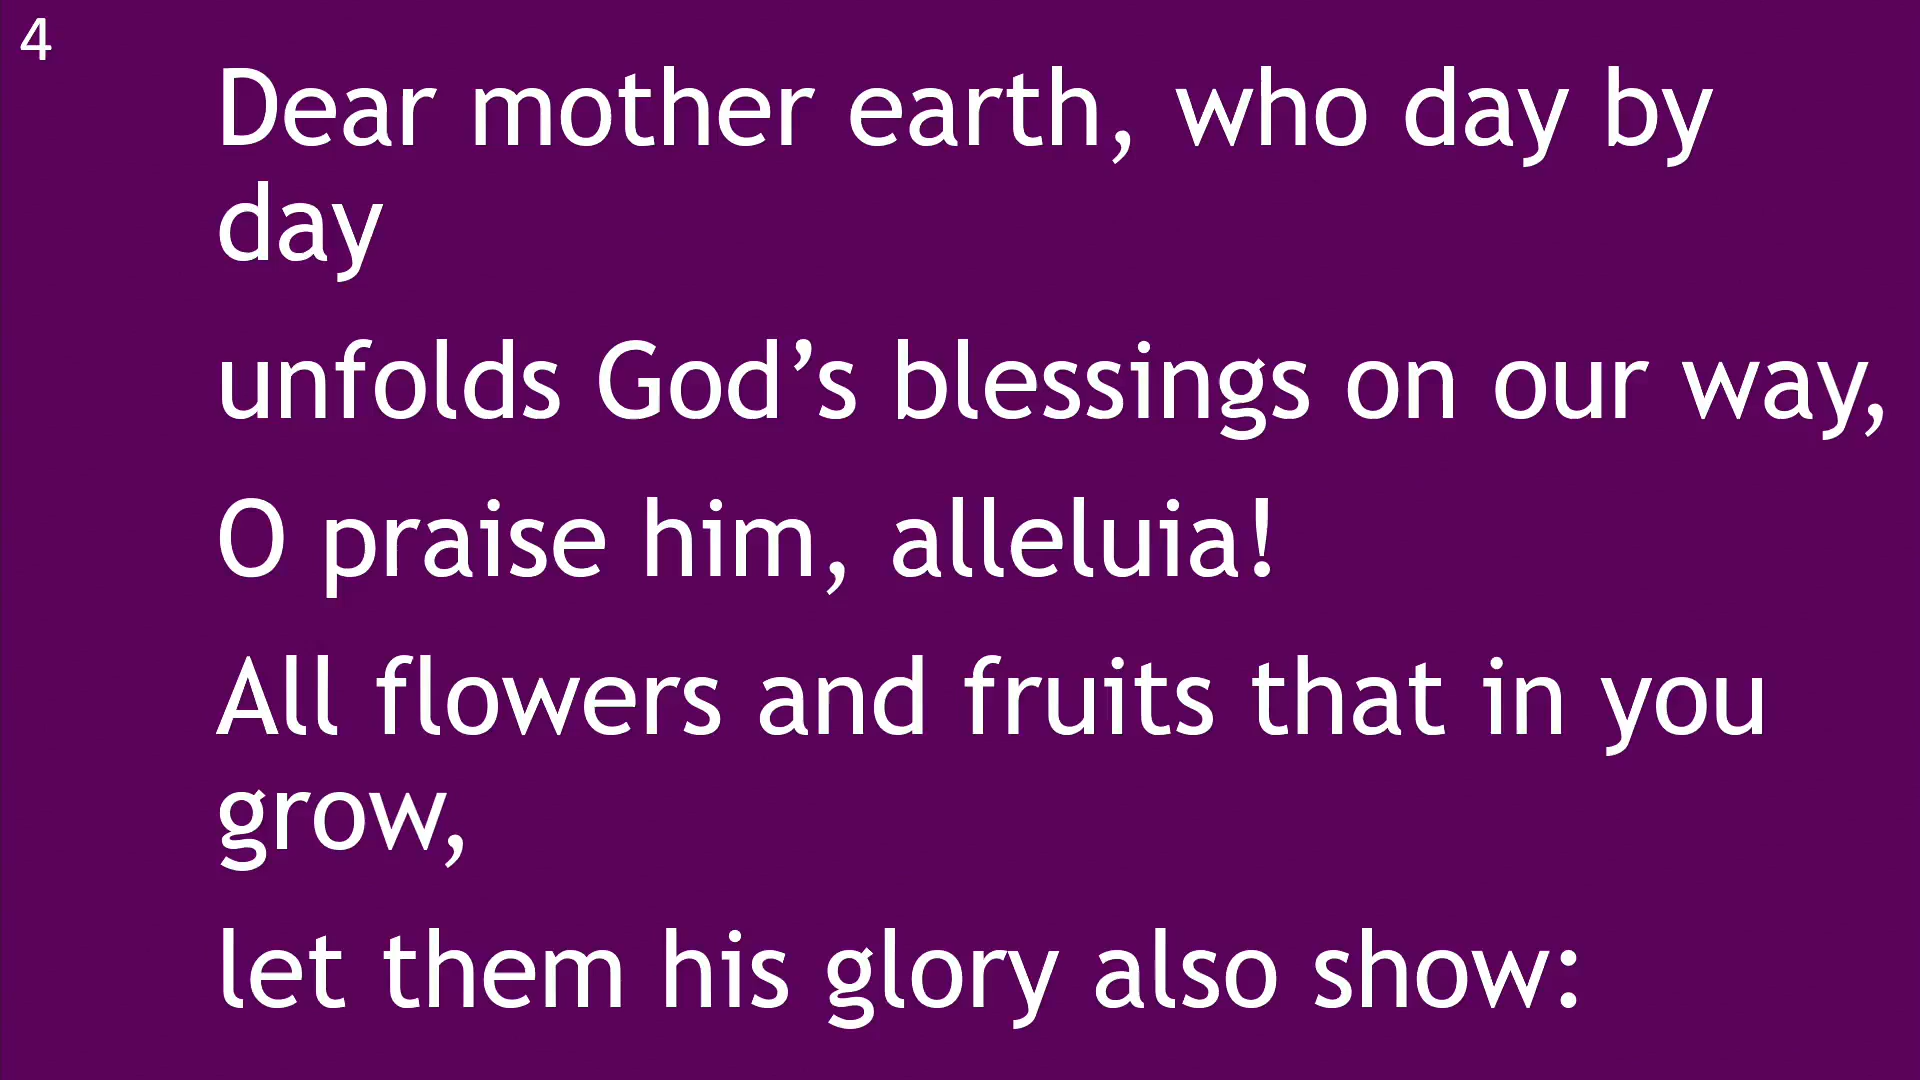 4
Dear mother earth, who day by
day
unfolds God’s blessings on our way,
O praise him, alleluia!
All flowers and fruits that in you
grow,
let them his glory also show: